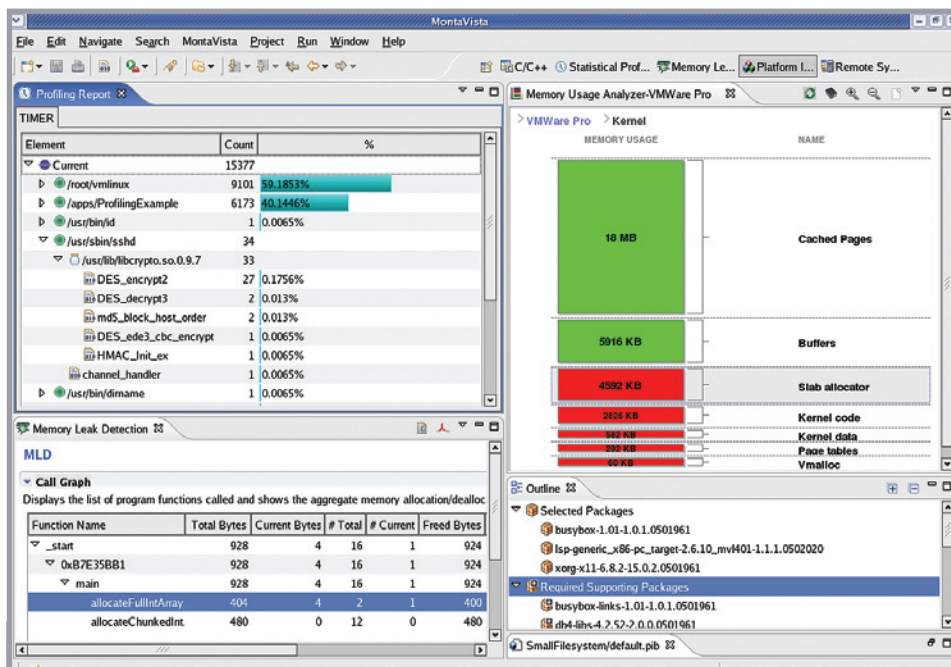 MontaVista
File Edit Navigate Search MontaVista Project Run Window Help
C/C++ Statistical Prof... Memory Le... Platform I... Remote Sy...
Profiling Report
TIMER
Element Count %
Current 15377
/root/vmlinux 9101 59.1853%
/apps/ProfilingExample 6173 40.1446%
/usr/bin/id 1 0.0065%
/usr/sbin/sshd 34
/usr/lib/libcrypto.so.0.9.7 33
DES_encrypt2 27 0.1756%
DES_decrypt3 2 0.013%
md5_block_host_order 2 0.013%
DES_ede3_cbc_encrypt 1 0.0065%
HMAC_Init_ex 1 0.0065%
channel_handler 1 0.0065%
/usr/bin/dirname 1 0.0065%
Memory Usage Analyzer-VMWare Pro
VMWare Pro > Kernel
MEMORY USAGE NAME
18 MB Cached Pages
5916 KB Buffers
4592 KB Slab allocator
2826 KB Kernel code
582 KB Kernel data
292 KB Page tables
60 KB Vmalloc
Memory Leak Detection
MLD
Call Graph
Displays the list of program functions called and shows the aggregate memory allocation/dealloc
Function Name Total Bytes Current Bytes # Total # Current Freed Bytes
_start 928 4 16 1 924
0xB7E35BB1 928 4 16 1 924
main 928 4 16 1 924
allocateFullIntArray 404 4 2 1 400
allocateChunkedInt 480 0 12 0 480
Outline
Selected Packages
busybox-1.01-1.0.1.0501961
lsp-generic_x86-pc_target-2.6.10_mvl401-1.1.1.0502020
xorg-x11-6.8.2-15.0.2.0501961
Required Supporting Packages
busybox-links-1.01-1.0.1.0501961
db4-libs-4.2.52-2.0.0.0501961
SmallFilesystem/default.pib